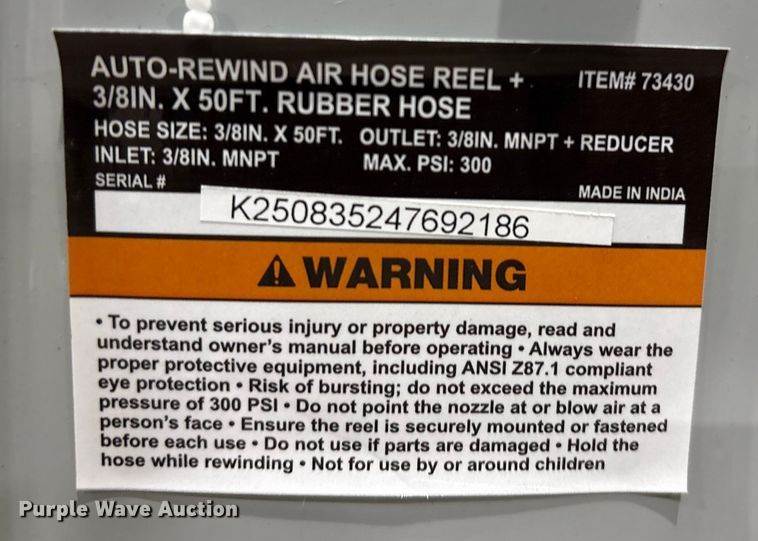 AUTO-REWIND AIR HOSE REEL + ITEM# 73430
3/8IN. X 50FT. RUBBER HOSE
HOSE SIZE: 3/8IN. X 50FT. OUTLET: 3/8IN. MNPT + REDUCER
INLET: 3/8IN. MNPT MAX. PSI: 300
SERIAL # MADE IN INDIA
K250835247692186
WARNING
• To prevent serious injury or property damage, read and
understand owner's manual before operating • Always wear the
proper protective equipment, including ANSI Z87.1 compliant
eye protection • Risk of bursting; do not exceed the maximum
pressure of 300 PSI • Do not point the nozzle at or blow air at a
person's face • Ensure the reel is securely mounted or fastened
before each use • Do not use if parts are damaged • Hold the
hose while rewinding • Not for use by or around children
Purple Wave Auction